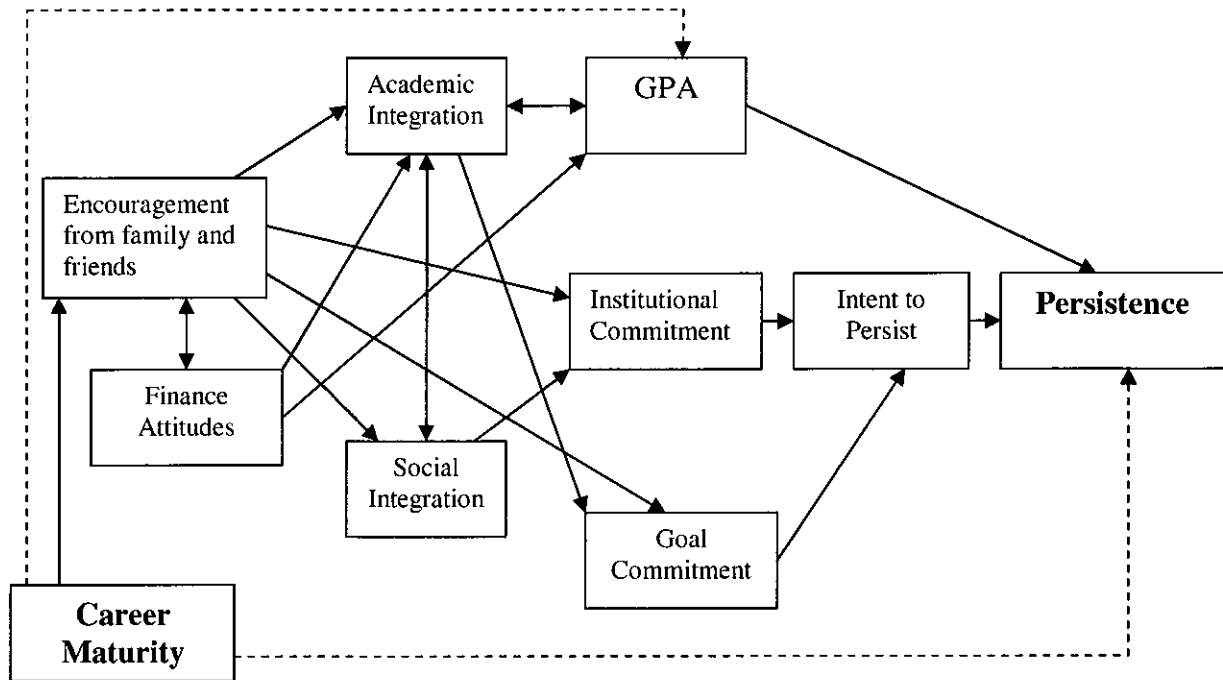 Academic
Integration
GPA
Encouragement
from family and
friends
Institutional
Commitment
Intent to
Persist
Persistence
Finance
Attitudes
Social
Integration
Goal
Commitment
Career
Maturity